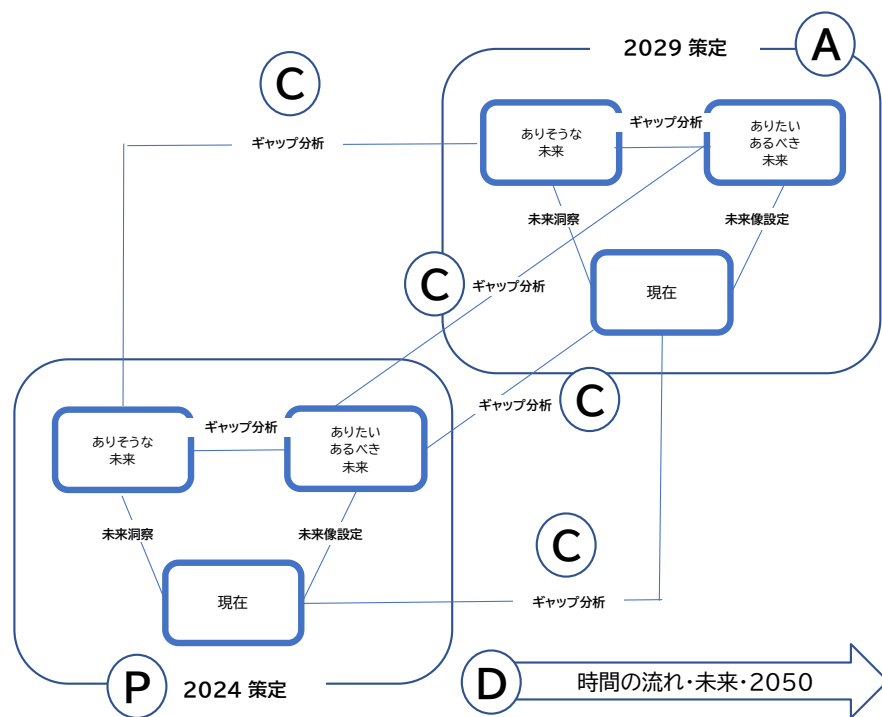 2029 策定
A
C
ギャップ分析
ありそうな
未来
ギャップ分析
ありたい
あるべき
未来
未来洞察
未来像設定
現在
C
ギャップ分析
C
ギャップ分析
ありそうな
未来
ギャップ分析
ありたい
あるべき
未来
未来洞察
未来像設定
現在
C
ギャップ分析
P
2024 策定
D
時間の流れ・未来・2050